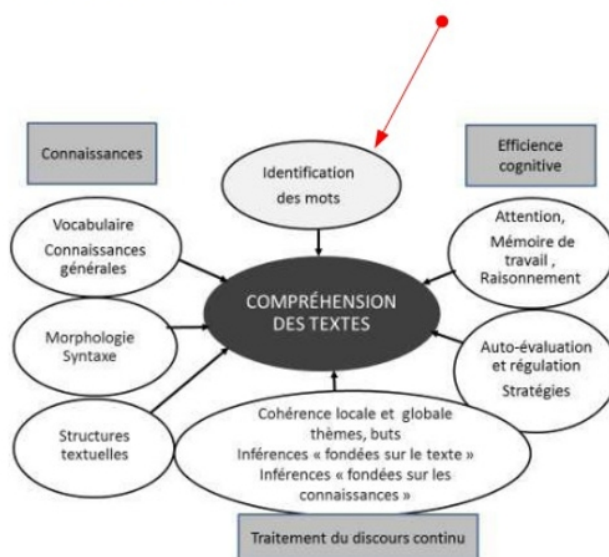 Connaissances
Efficience
cognitive
Identification
des mots
Vocabulaire
Connaissances
générales
Attention,
Mémoire de
travail ,
Raisonnement
COMPRÉHENSION
DES TEXTES
Morphologie
Syntaxe
Auto-évaluation
et régulation
Stratégies
Structures
textuelles
Cohérence locale et globale
thèmes, buts
Inférences « fondées sur le texte »
Inférences « fondées sur les
connaissances »
Traitement du discours continu